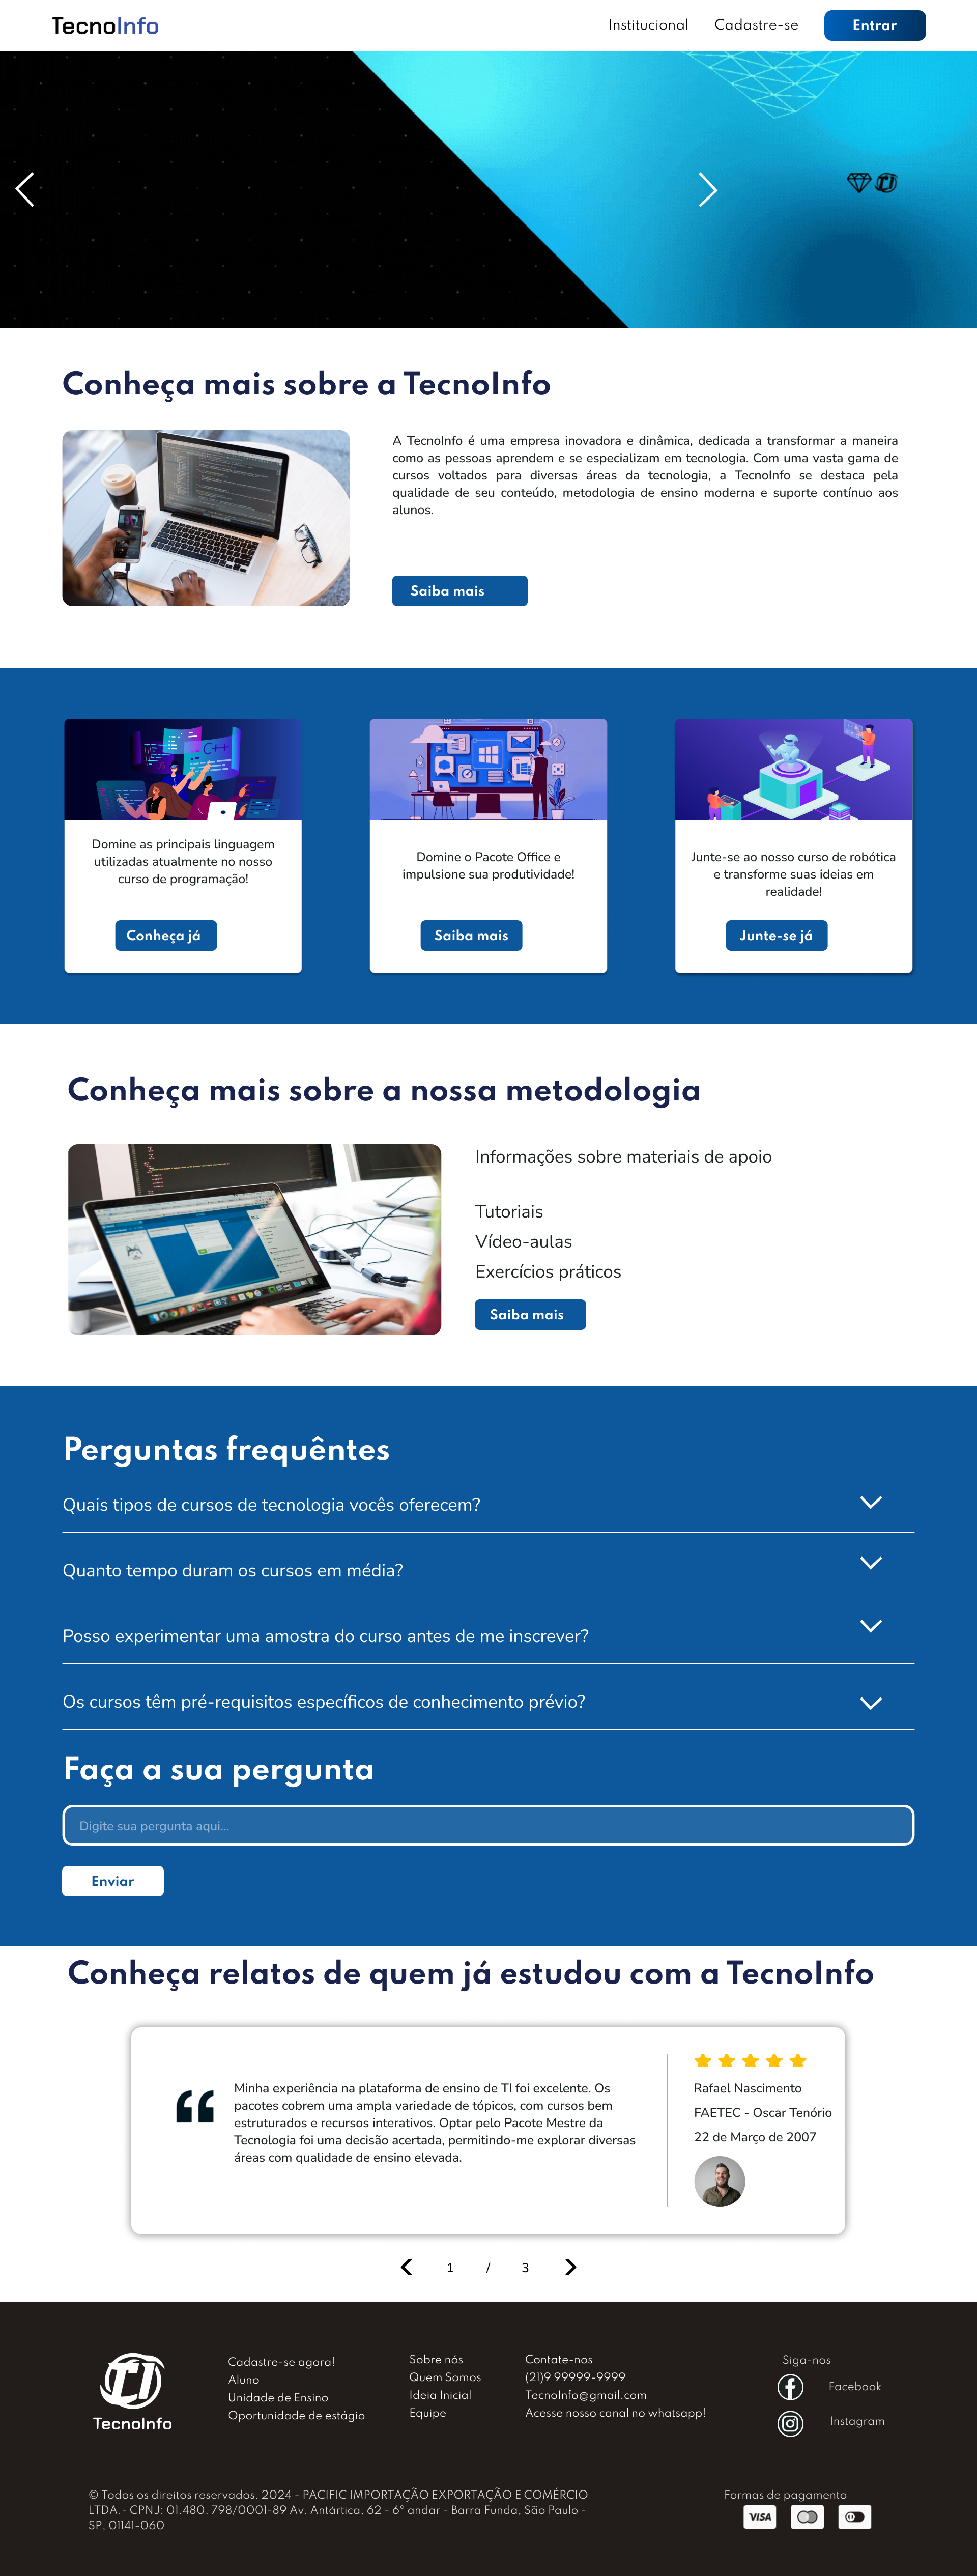 TecnoInfo
Institucional
Cadastre-se
Entrar
Conheça mais sobre a TecnoInfo
A TecnoInfo é uma empresa inovadora e dinâmica, dedicada a transformar a maneira
como as pessoas aprendem e se especializam em tecnologia. Com uma vasta gama de
cursos voltados para diversas áreas da tecnologia, a TecnoInfo se destaca pela
qualidade de seu conteúdo, metodologia de ensino moderna e suporte contínuo aos
alunos.
Saiba mais
C++
Domine as principais linguagem
utilizadas atualmente no nosso
curso de programação!
Conheça já
Domine o Pacote Office e
impulsione sua produtividade!
Saiba mais
Junte-se ao nosso curso de robótica
e transforme suas ideias em
realidade!
Junte-se já
Conheça mais sobre a nossa metodologia
Informações sobre materiais de apoio
Tutoriais
Vídeo-aulas
Exercícios práticos
Saiba mais
Perguntas frequêntes
Quais tipos de cursos de tecnologia vocês oferecem?
Quanto tempo duram os cursos em média?
Posso experimentar uma amostra do curso antes de me inscrever?
Os cursos têm pré-requisitos específicos de conhecimento prévio?
Faça a sua pergunta
Digite sua pergunta aqui...
Enviar
Conheça relatos de quem já estudou com a TecnoInfo
Minha experiência na plataforma de ensino de TI foi excelente. Os
pacotes cobrem uma ampla variedade de tópicos, com cursos bem
estruturados e recursos interativos. Optar pelo Pacote Mestre da
Tecnologia foi uma decisão acertada, permitindo-me explorar diversas
áreas com qualidade de ensino elevada.
Rafael Nascimento
FAETEC - Oscar Tenório
22 de Março de 2007
1 / 3
TecnoInfo
Cadastre-se agora!
Aluno
Unidade de Ensino
Oportunidade de estágio
Sobre nós
Quem Somos
Ideia Inicial
Equipe
Contate-nos
(21)9 99999-9999
TecnoInfo@gmail.com
Acesse nosso canal no whatsapp!
Siga-nos
Facebook
Instagram
© Todos os direitos reservados. 2024 - PACIFIC IMPORTAÇÃO EXPORTAÇÃO E COMÉRCIO
LTDA.- CPNJ: 01.480. 798/0001-89 Av. Antártica, 62 - 6º andar - Barra Funda, São Paulo -
SP, 01141-060
Formas de pagamento
VISA